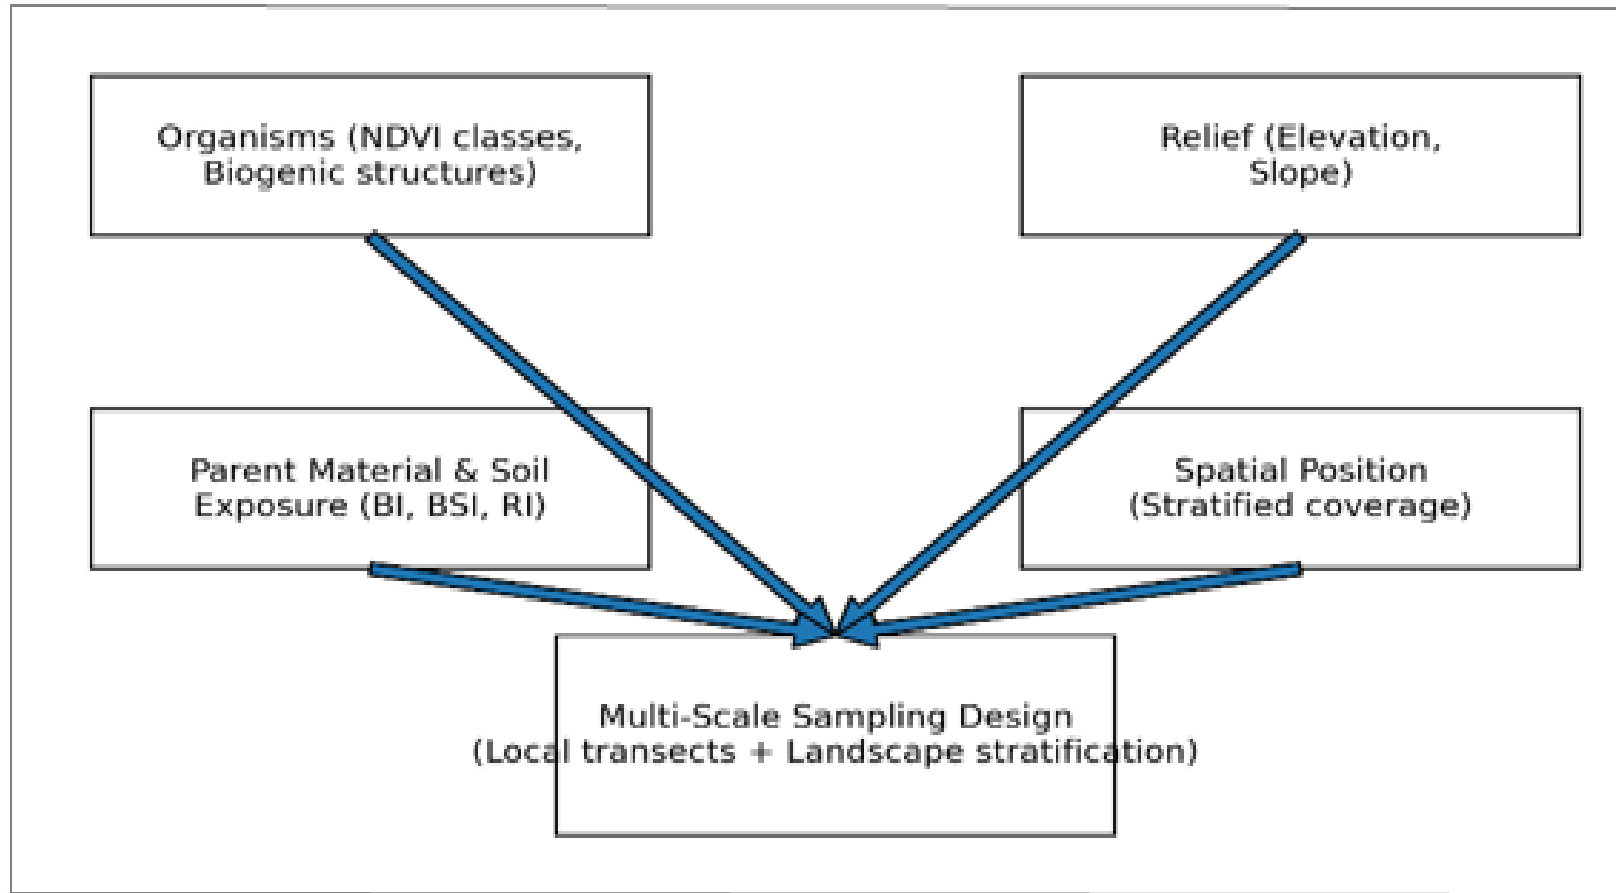 Organisms (NDVI classes,
Biogenic structures)
Relief (Elevation,
Slope)
Parent Material & Soil
Exposure (BI, BSI, RI)
Spatial Position
(Stratified coverage)
Multi-Scale Sampling Design
(Local transects + Landscape stratification)